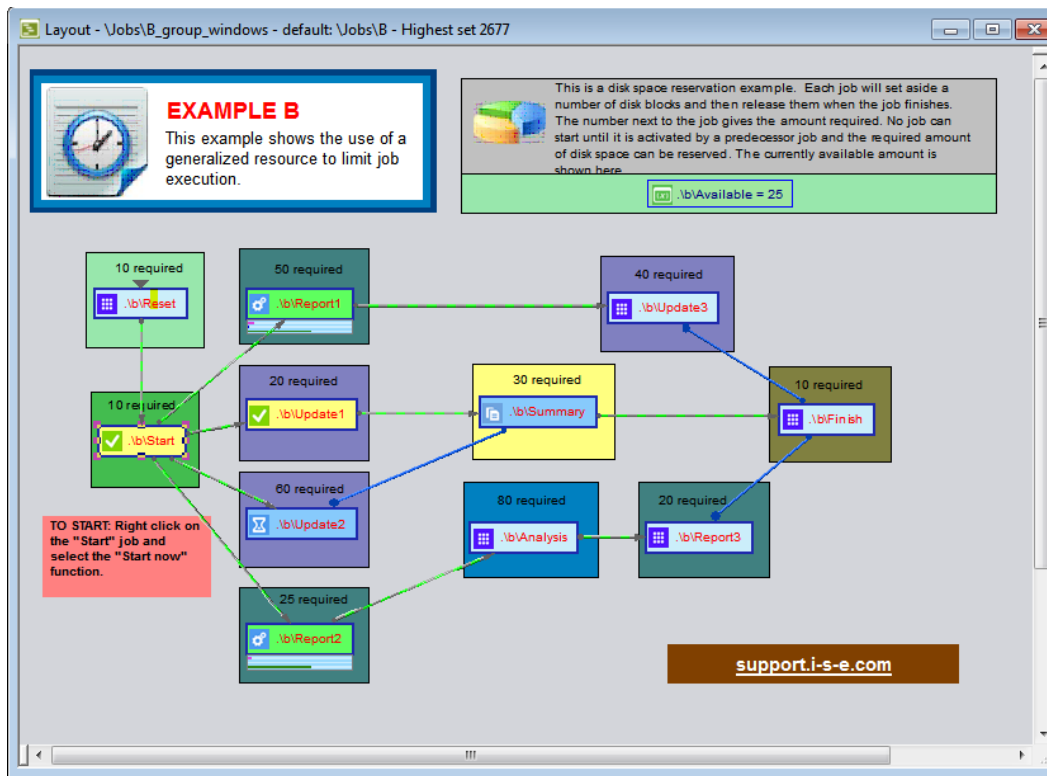 Layout - \Jobs\B_group_windows - default: \Jobs\B - Highest set 2677
EXAMPLE B
This example shows the use of a
generalized resource to limit job
execution.
This is a disk space reservation example. Each job will set aside a
number of disk blocks and then release them when the job finishes.
The number next to the job gives the amount required. No job can
start until it is activated by a predecessor job and the required amount
of disk space can be reserved. The currently available amount is
shown here
.\b\Available = 25
10 required
.\b\Reset
50 required
.\b\Report1
40 required
.\b\Update3
10 required
.\b\Start
20 required
.\b\Update1
30 required
.\b\Summary
10 required
.\b\Finish
60 required
.\b\Update2
80 required
.\b\Analysis
20 required
.\b\Report3
TO START: Right click on
the "Start" job and
select the "Start now"
function.
25 required
.\b\Report2
support.i-s-e.com